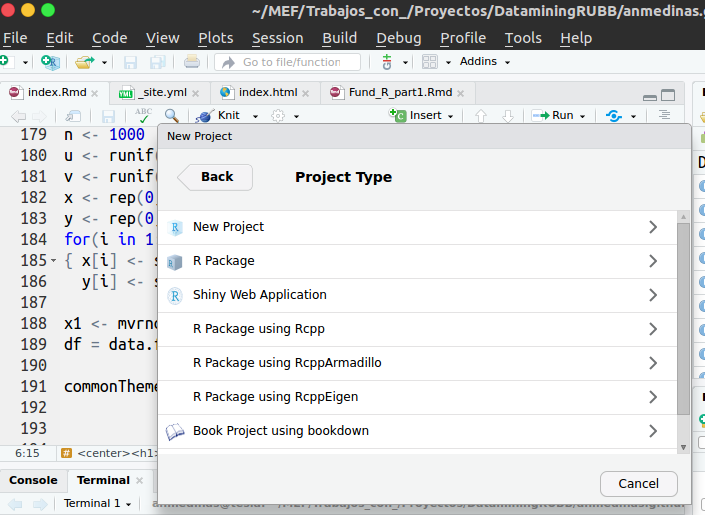 ~/MEF/Trabajos_con_/Proyectos/DataminingRUBB/anmedinas.g
File Edit Code View Plots Session Build Debug Profile Tools Help
Go to file/function Addins
index.Rmd _site.yml index.html Fund_R_part1.Rmd
ABC Knit Insert Run
179 n <- 1000
180 u <- runif(
181 v <- runif(
182 x <- rep(0
183 y <- rep(0
184 for(i in 1
185 { x[i] <- s
186 y[i] <- s
187
188 x1 <- mvrno
189 df = data.f
190
191 commonTheme
192
193
New Project
Back Project Type
New Project
R Package
Shiny Web Application
R Package using Rcpp
R Package using RcppArmadillo
R Package using RcppEigen
Book Project using bookdown
Cancel
6:15 # <center><h1>
Console Terminal
Terminal 1